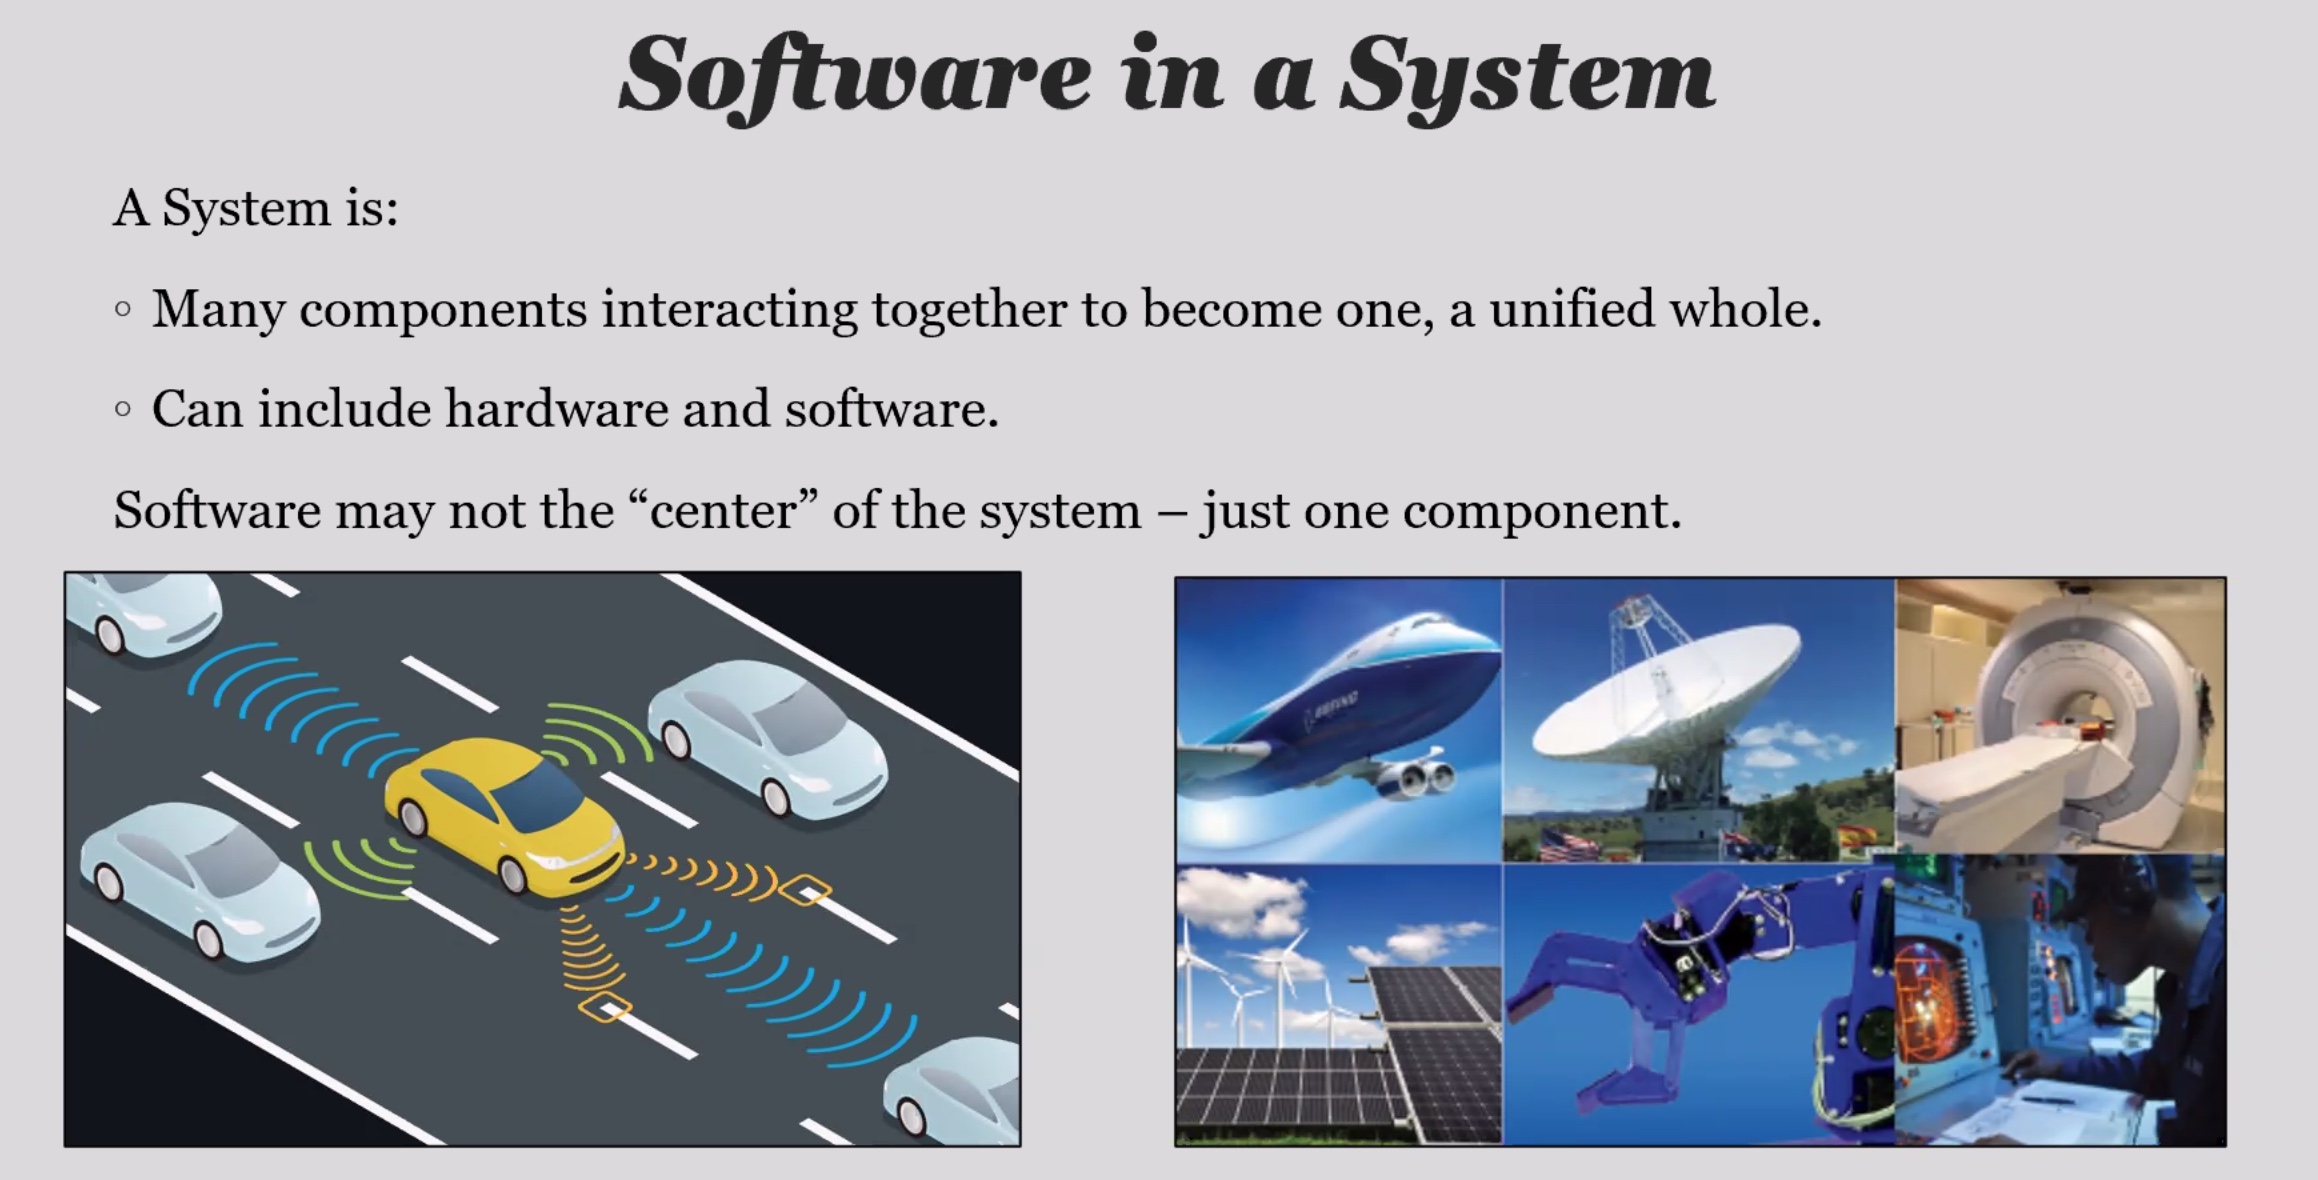 Software in a System
A System is:
◦ Many components interacting together to become one, a unified whole.
◦ Can include hardware and software.
Software may not the “center” of the system – just one component.
BOEING